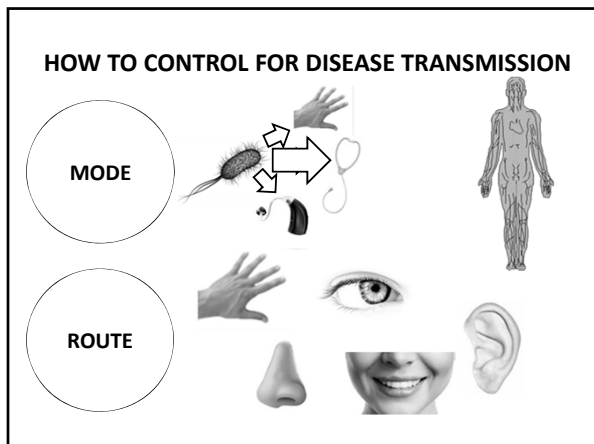 HOW TO CONTROL FOR DISEASE TRANSMISSION
MODE
ROUTE